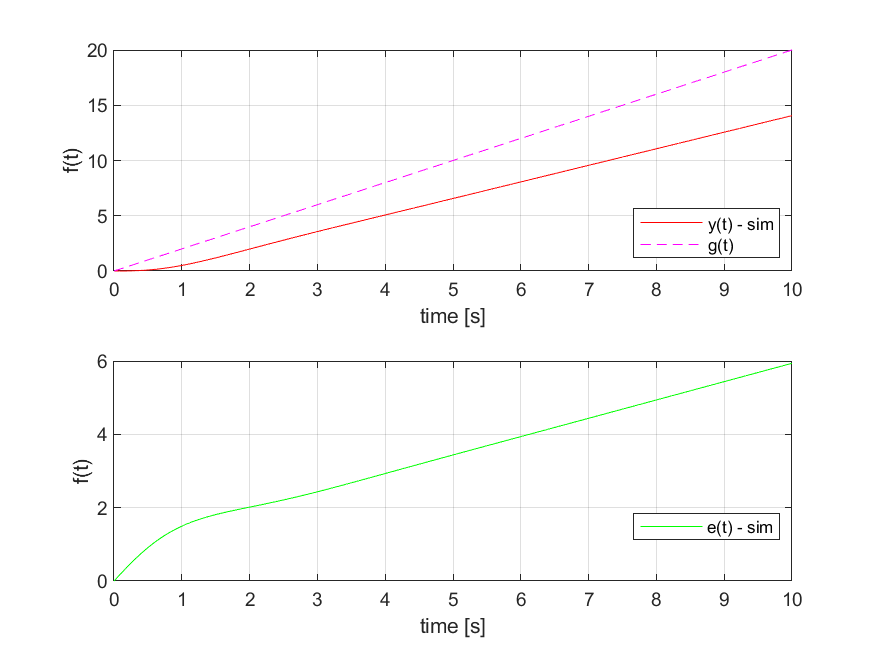 20
15
10
5
0
f(t)
y(t) - sim
g(t)
0 1 2 3 4 5 6 7 8 9 10
time [s]
6
4
2
0
f(t)
e(t) - sim
0 1 2 3 4 5 6 7 8 9 10
time [s]